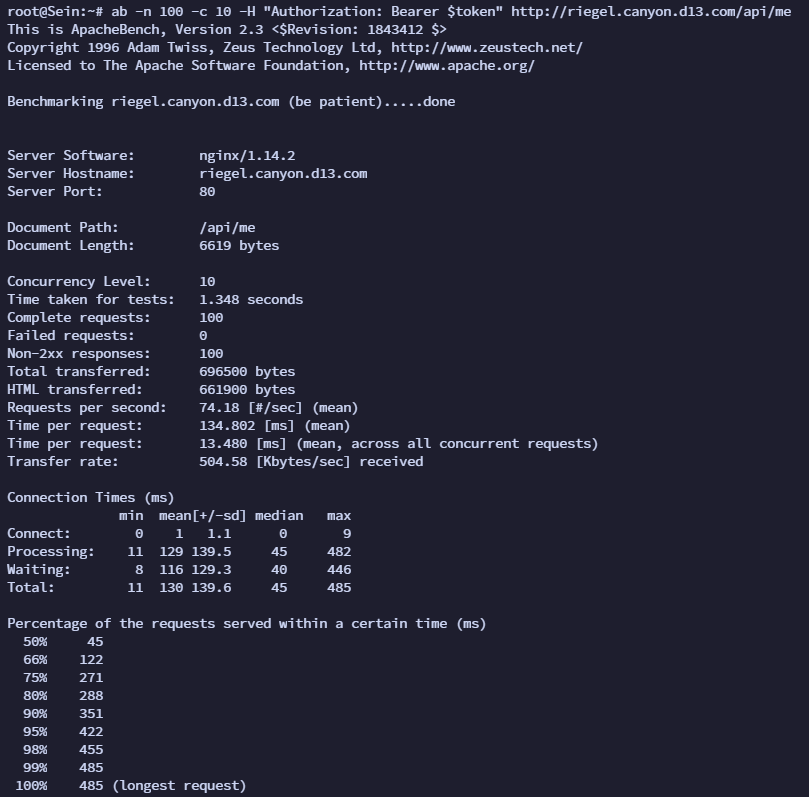 root@Sein:~# ab -n 100 -c 10 -H "Authorization: Bearer $token" http://riegel.canyon.d13.com/api/me
This is ApacheBench, Version 2.3 <$Revision: 1843412 $>
Copyright 1996 Adam Twiss, Zeus Technology Ltd, http://www.zeustech.net/
Licensed to The Apache Software Foundation, http://www.apache.org/

Benchmarking riegel.canyon.d13.com (be patient).....done


Server Software:        nginx/1.14.2
Server Hostname:        riegel.canyon.d13.com
Server Port:            80

Document Path:          /api/me
Document Length:        6619 bytes

Concurrency Level:      10
Time taken for tests:   1.348 seconds
Complete requests:      100
Failed requests:        0
Non-2xx responses:      100
Total transferred:      696500 bytes
HTML transferred:       661900 bytes
Requests per second:    74.18 [#/sec] (mean)
Time per request:       134.802 [ms] (mean)
Time per request:       13.480 [ms] (mean, across all concurrent requests)
Transfer rate:          504.58 [Kbytes/sec] received

Connection Times (ms)
              min  mean[+/-sd] median   max
Connect:        0    1   1.1      0       9
Processing:    11  129 139.5     45     482
Waiting:        8  116 129.3     40     446
Total:         11  130 139.6     45     485

Percentage of the requests served within a certain time (ms)
  50%     45
  66%    122
  75%    271
  80%    288
  90%    351
  95%    422
  98%    455
  99%    485
 100%    485 (longest request)